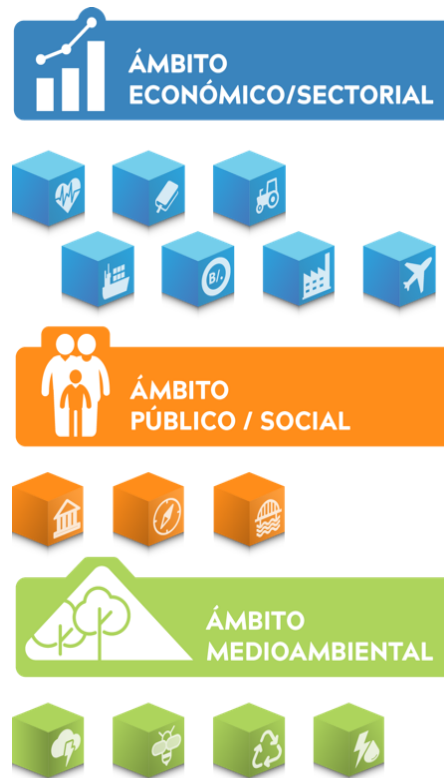 ÁMBITO
ECONÓMICO/SECTORIAL
B/.
ÁMBITO
PÚBLICO / SOCIAL
ÁMBITO
MEDIOAMBIENTAL